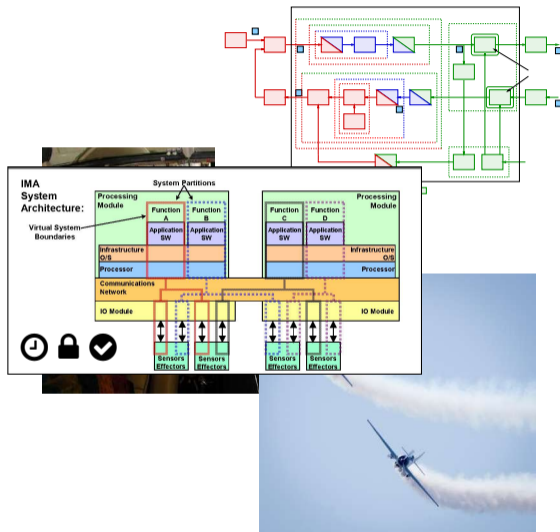 IMA
System
Architecture:
System Partitions
Processing
Module
Processing
Module
Virtual System
Boundaries
Function
A
Function
B
Function
C
Function
D
Application
SW
Application
SW
Application
SW
Application
SW
Infrastructure
O/S
Infrastructure
O/S
Processor
Processor
Communications
Network
IO Module
IO Module
Sensors
Effectors
Sensors
Effectors
Sensors
Effectors
Sensors
Effectors